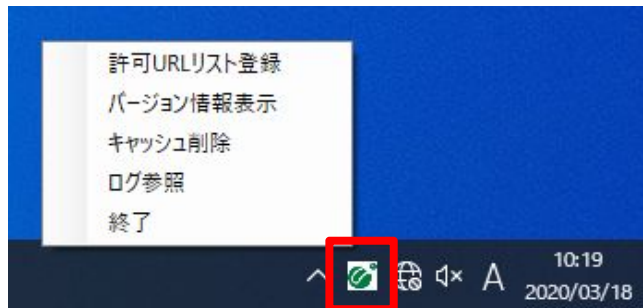 許可URLリスト登録
バージョン情報表示
キャッシュ削除
ログ参照
終了
A
10:19
2020/03/18